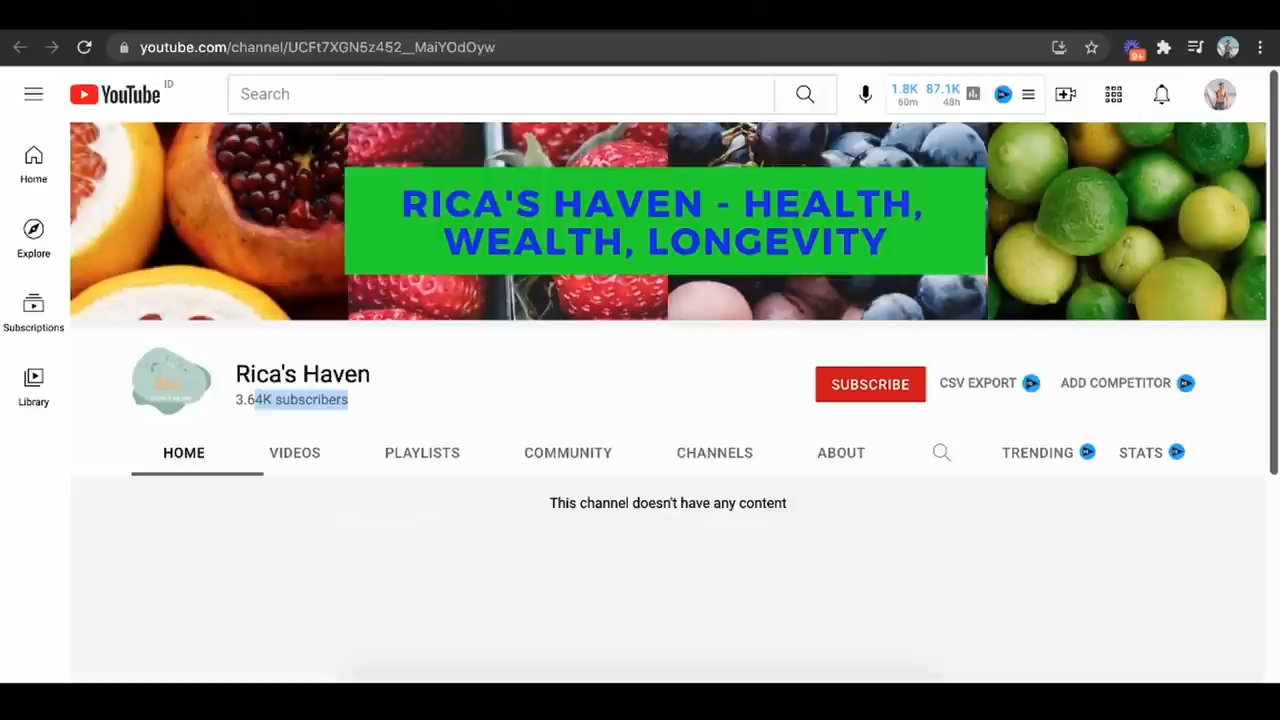 youtube.com/channel/UCFt7XGN5z452__MaiYOdOyw
9+
YouTube ID
Search
1.8K 87.1K
60m 48h
RICA'S HAVEN - HEALTH,
WEALTH, LONGEVITY
Home
Explore
Subscriptions
Library
Rica's Haven
3.64K subscribers
SUBSCRIBE
CSV EXPORT
ADD COMPETITOR
HOME
VIDEOS
PLAYLISTS
COMMUNITY
CHANNELS
ABOUT
TRENDING
STATS
This channel doesn't have any content